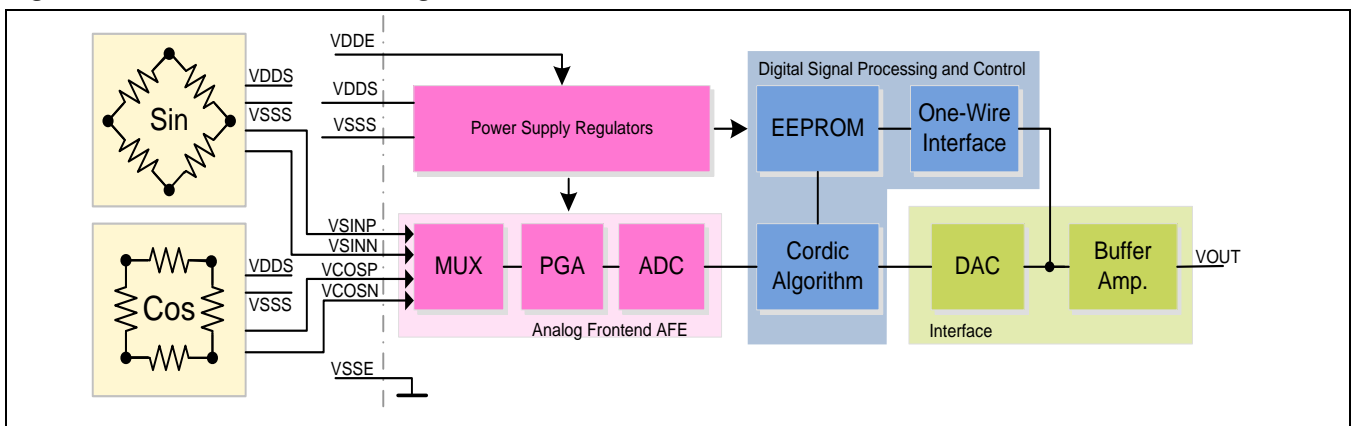 VDDE
VDDS
VSSS
Sin
VDDS
VSSS
Power Supply Regulators
Digital Signal Processing and Control
EEPROM
One-Wire
Interface
VSINP
VSINN
VCOSP
VCOSN
VDDS
VSSS
Cos
MUX
PGA
ADC
Analog Frontend AFE
Cordic
Algorithm
DAC
Buffer
Amp.
VOUT
Interface
VSSE